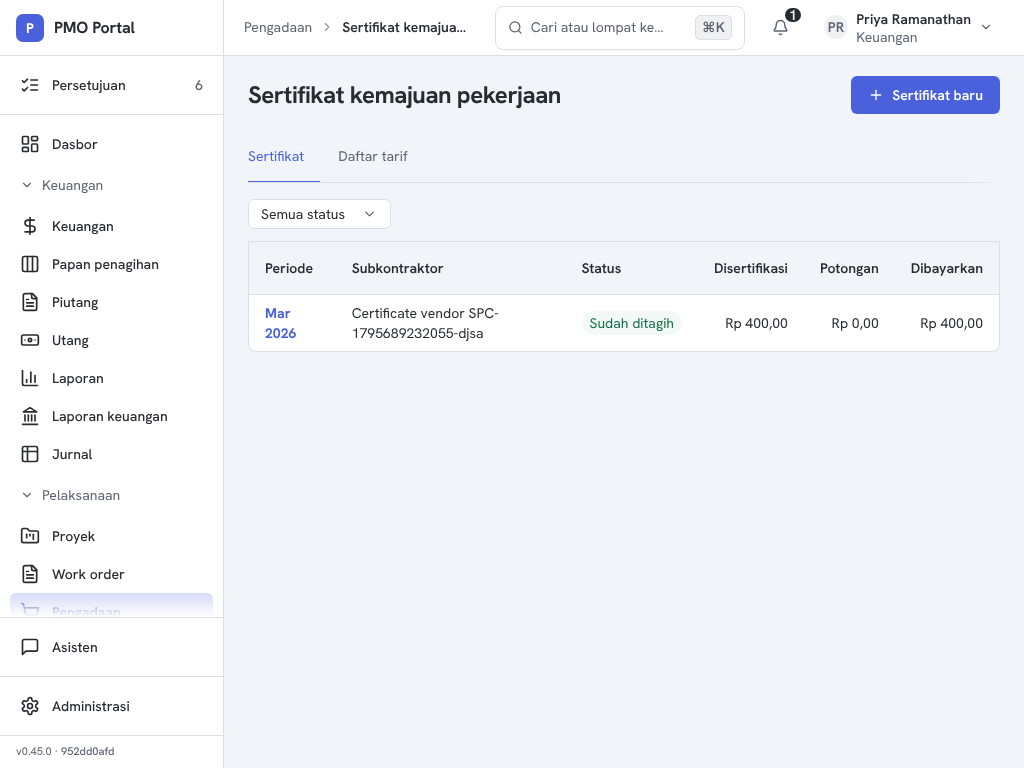 P PMO Portal
Pengadaan > Sertifikat kemajua...
Cari atau lompat ke... ⌘K
1
PR Priya Ramanathan
Keuangan
Persetujuan 6
Dasbor
Keuangan
Keuangan
Papan penagihan
Piutang
Utang
Laporan
Laporan keuangan
Jurnal
Pelaksanaan
Proyek
Work order
Pengadaan
Asisten
Administrasi
v0.45.0 · 952dd0afd
Sertifikat kemajuan pekerjaan
+ Sertifikat baru
Sertifikat Daftar tarif
Semua status
Periode Subkontraktor Status Disertifikasi Potongan Dibayarkan
Mar 2026 Certificate vendor SPC-
1795689232055-djsa Sudah ditagih Rp 400,00 Rp 0,00 Rp 400,00